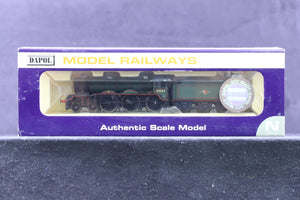 DAPOL
MODEL RAILWAYS
Authentic Scale Model
N